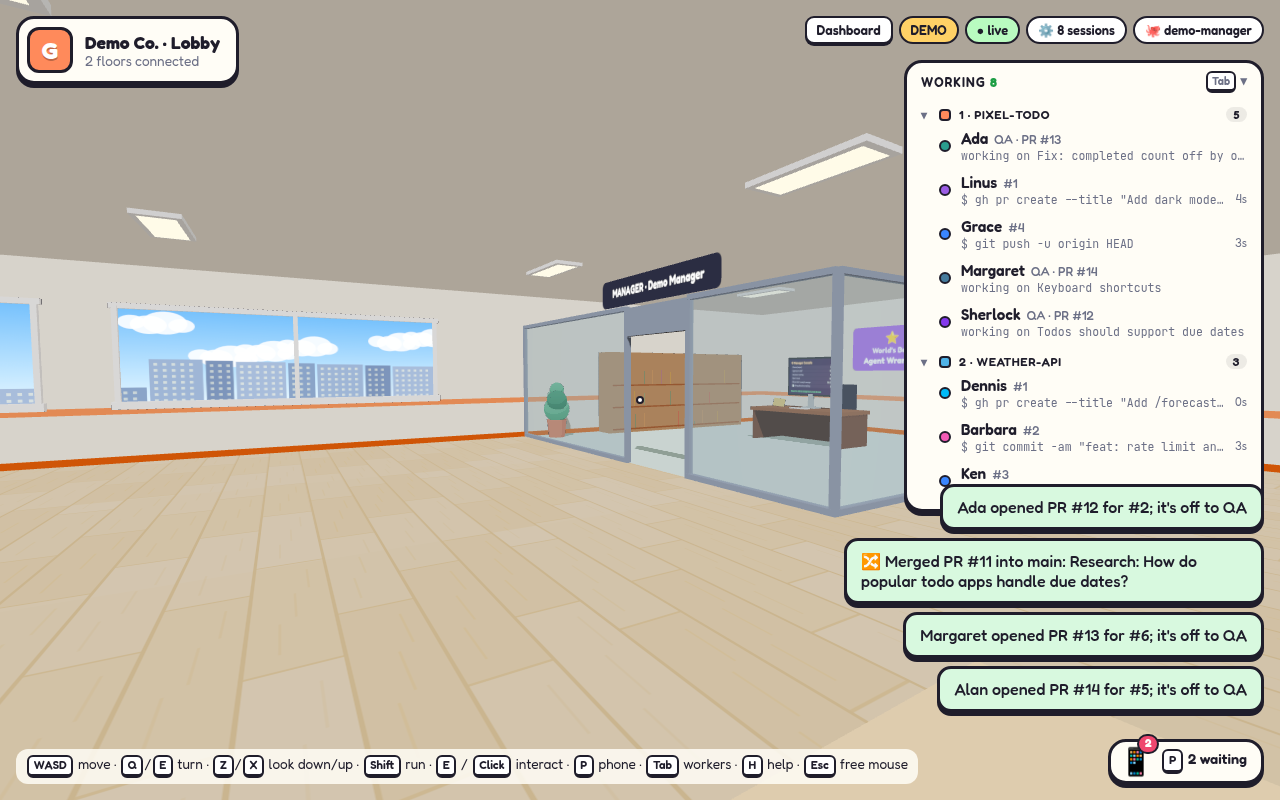 G
Demo Co. · Lobby
2 floors connected
Dashboard
DEMO
● live
⚙️ 8 sessions
🐙 demo-manager
WORKING 8
Tab ▼
▼ 1 · PIXEL-TODO 5
Ada QA · PR #13
working on Fix: completed count off by o…
Linus #1
$ gh pr create --title "Add dark mode… 4s
Grace #4
$ git push -u origin HEAD 3s
Margaret QA · PR #14
working on Keyboard shortcuts
Sherlock QA · PR #12
working on Todos should support due dates
▼ 2 · WEATHER-API 3
Dennis #1
$ gh pr create --title "Add /forecast… 0s
Barbara #2
$ git commit -am "feat: rate limit an… 3s
Ken #3
MANAGER · Demo Manager
World's Be
Agent Wran
Ada opened PR #12 for #2; it's off to QA
🔀 Merged PR #11 into main: Research: How do
popular todo apps handle due dates?
Margaret opened PR #13 for #6; it's off to QA
Alan opened PR #14 for #5; it's off to QA
WASD move · Q / E turn · Z / X look down/up · Shift run · E / Click interact · P phone · Tab workers · H help · Esc free mouse
📱 2 P 2 waiting